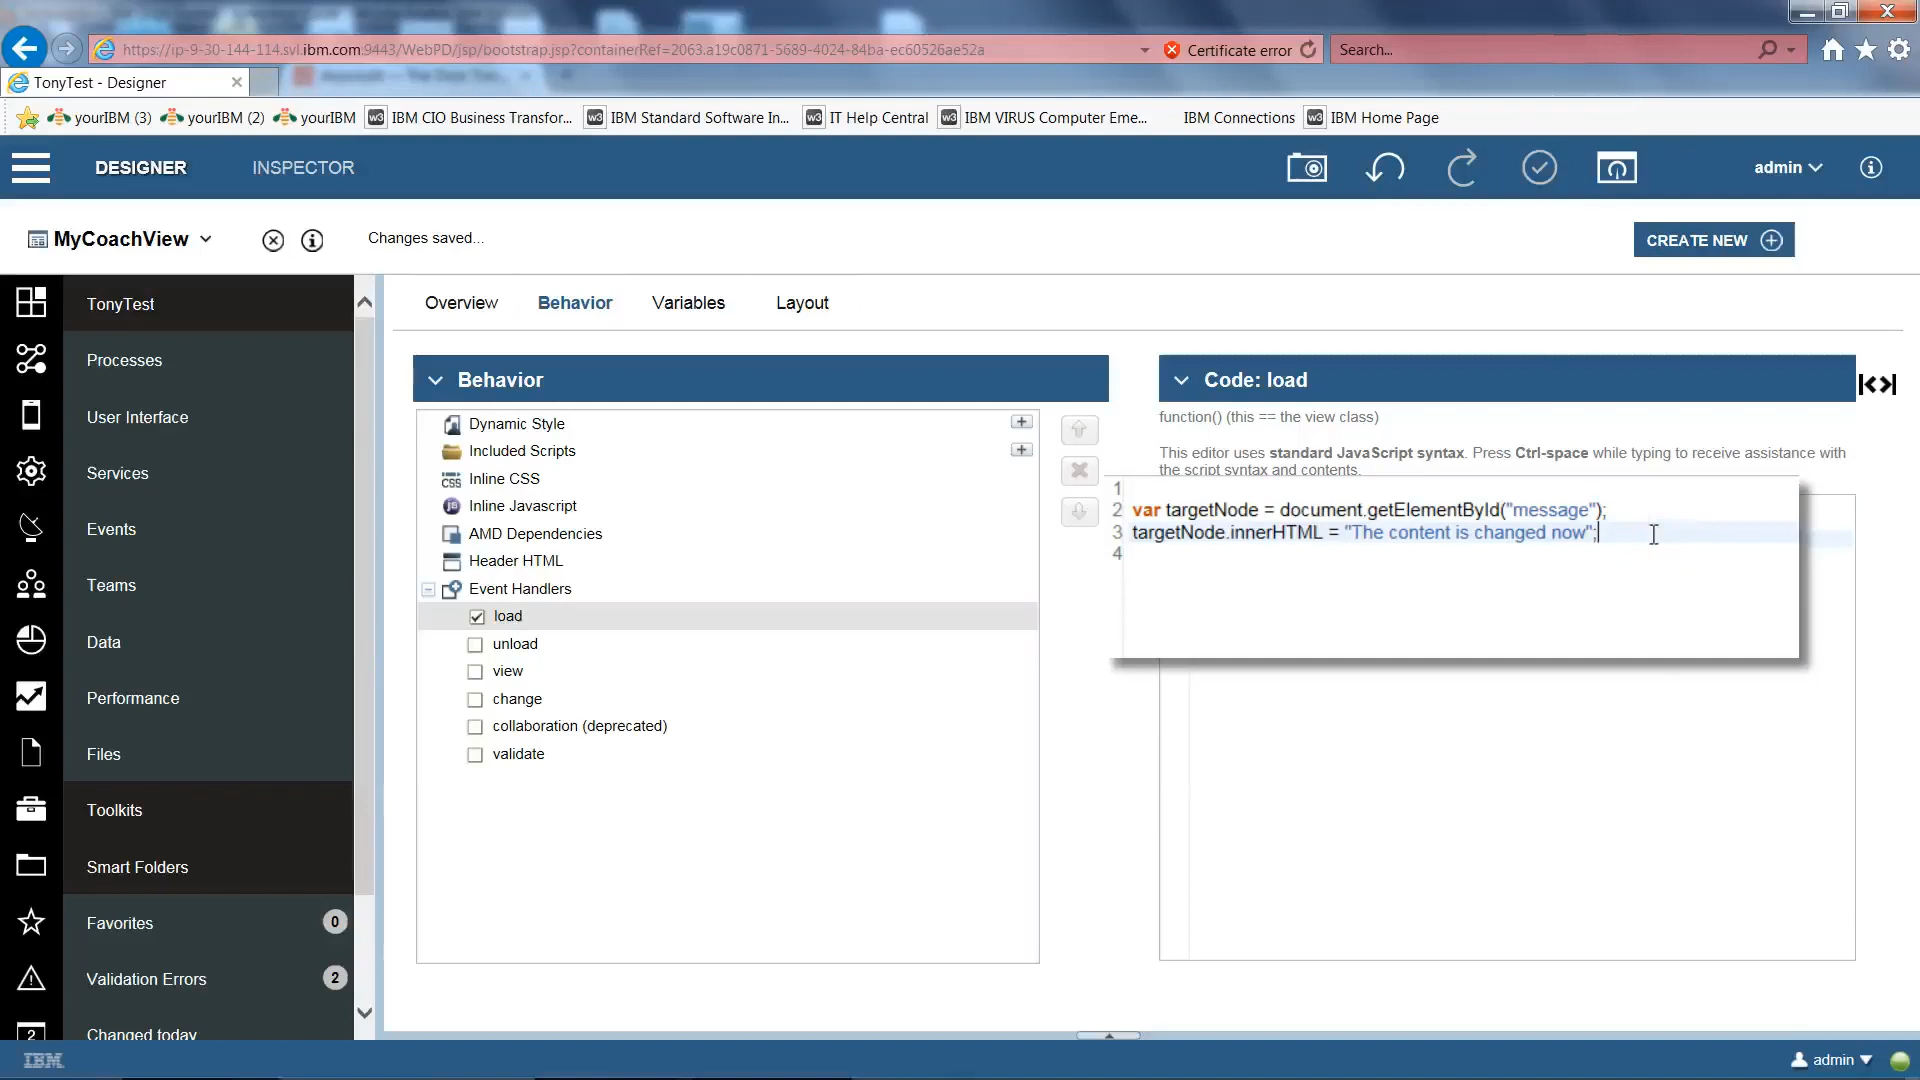 https://ip-9-30-144-114.svl.ibm.com:9443/WebPD/jsp/bootstrap.jsp?containerRef=2063.a19c0871-5689-4024-84ba-ec60526ae52a
Certificate error
Search...
TonyTest - Designer
yourIBM (3)
yourIBM (2)
yourIBM
w3 IBM CIO Business Transfor...
w3 IBM Standard Software In...
w3 IT Help Central
w3 IBM VIRUS Computer Eme...
IBM Connections
w3 IBM Home Page
DESIGNER
INSPECTOR
admin
MyCoachView
Changes saved...
CREATE NEW
TonyTest
Processes
User Interface
Services
Events
Teams
Data
Performance
Files
Toolkits
Smart Folders
Favorites 0
Validation Errors 2
Changed today
2
Overview
Behavior
Variables
Layout
Behavior
Dynamic Style
Included Scripts
CSS Inline CSS
Inline Javascript
AMD Dependencies
Header HTML
Event Handlers
load
unload
view
change
collaboration (deprecated)
validate
Code: load
function() (this == the view class)
This editor uses standard JavaScript syntax. Press Ctrl-space while typing to receive assistance with
the script syntax and contents.
1
2 var targetNode = document.getElementById("message");
3 targetNode.innerHTML = "The content is changed now";
4
IBM
admin